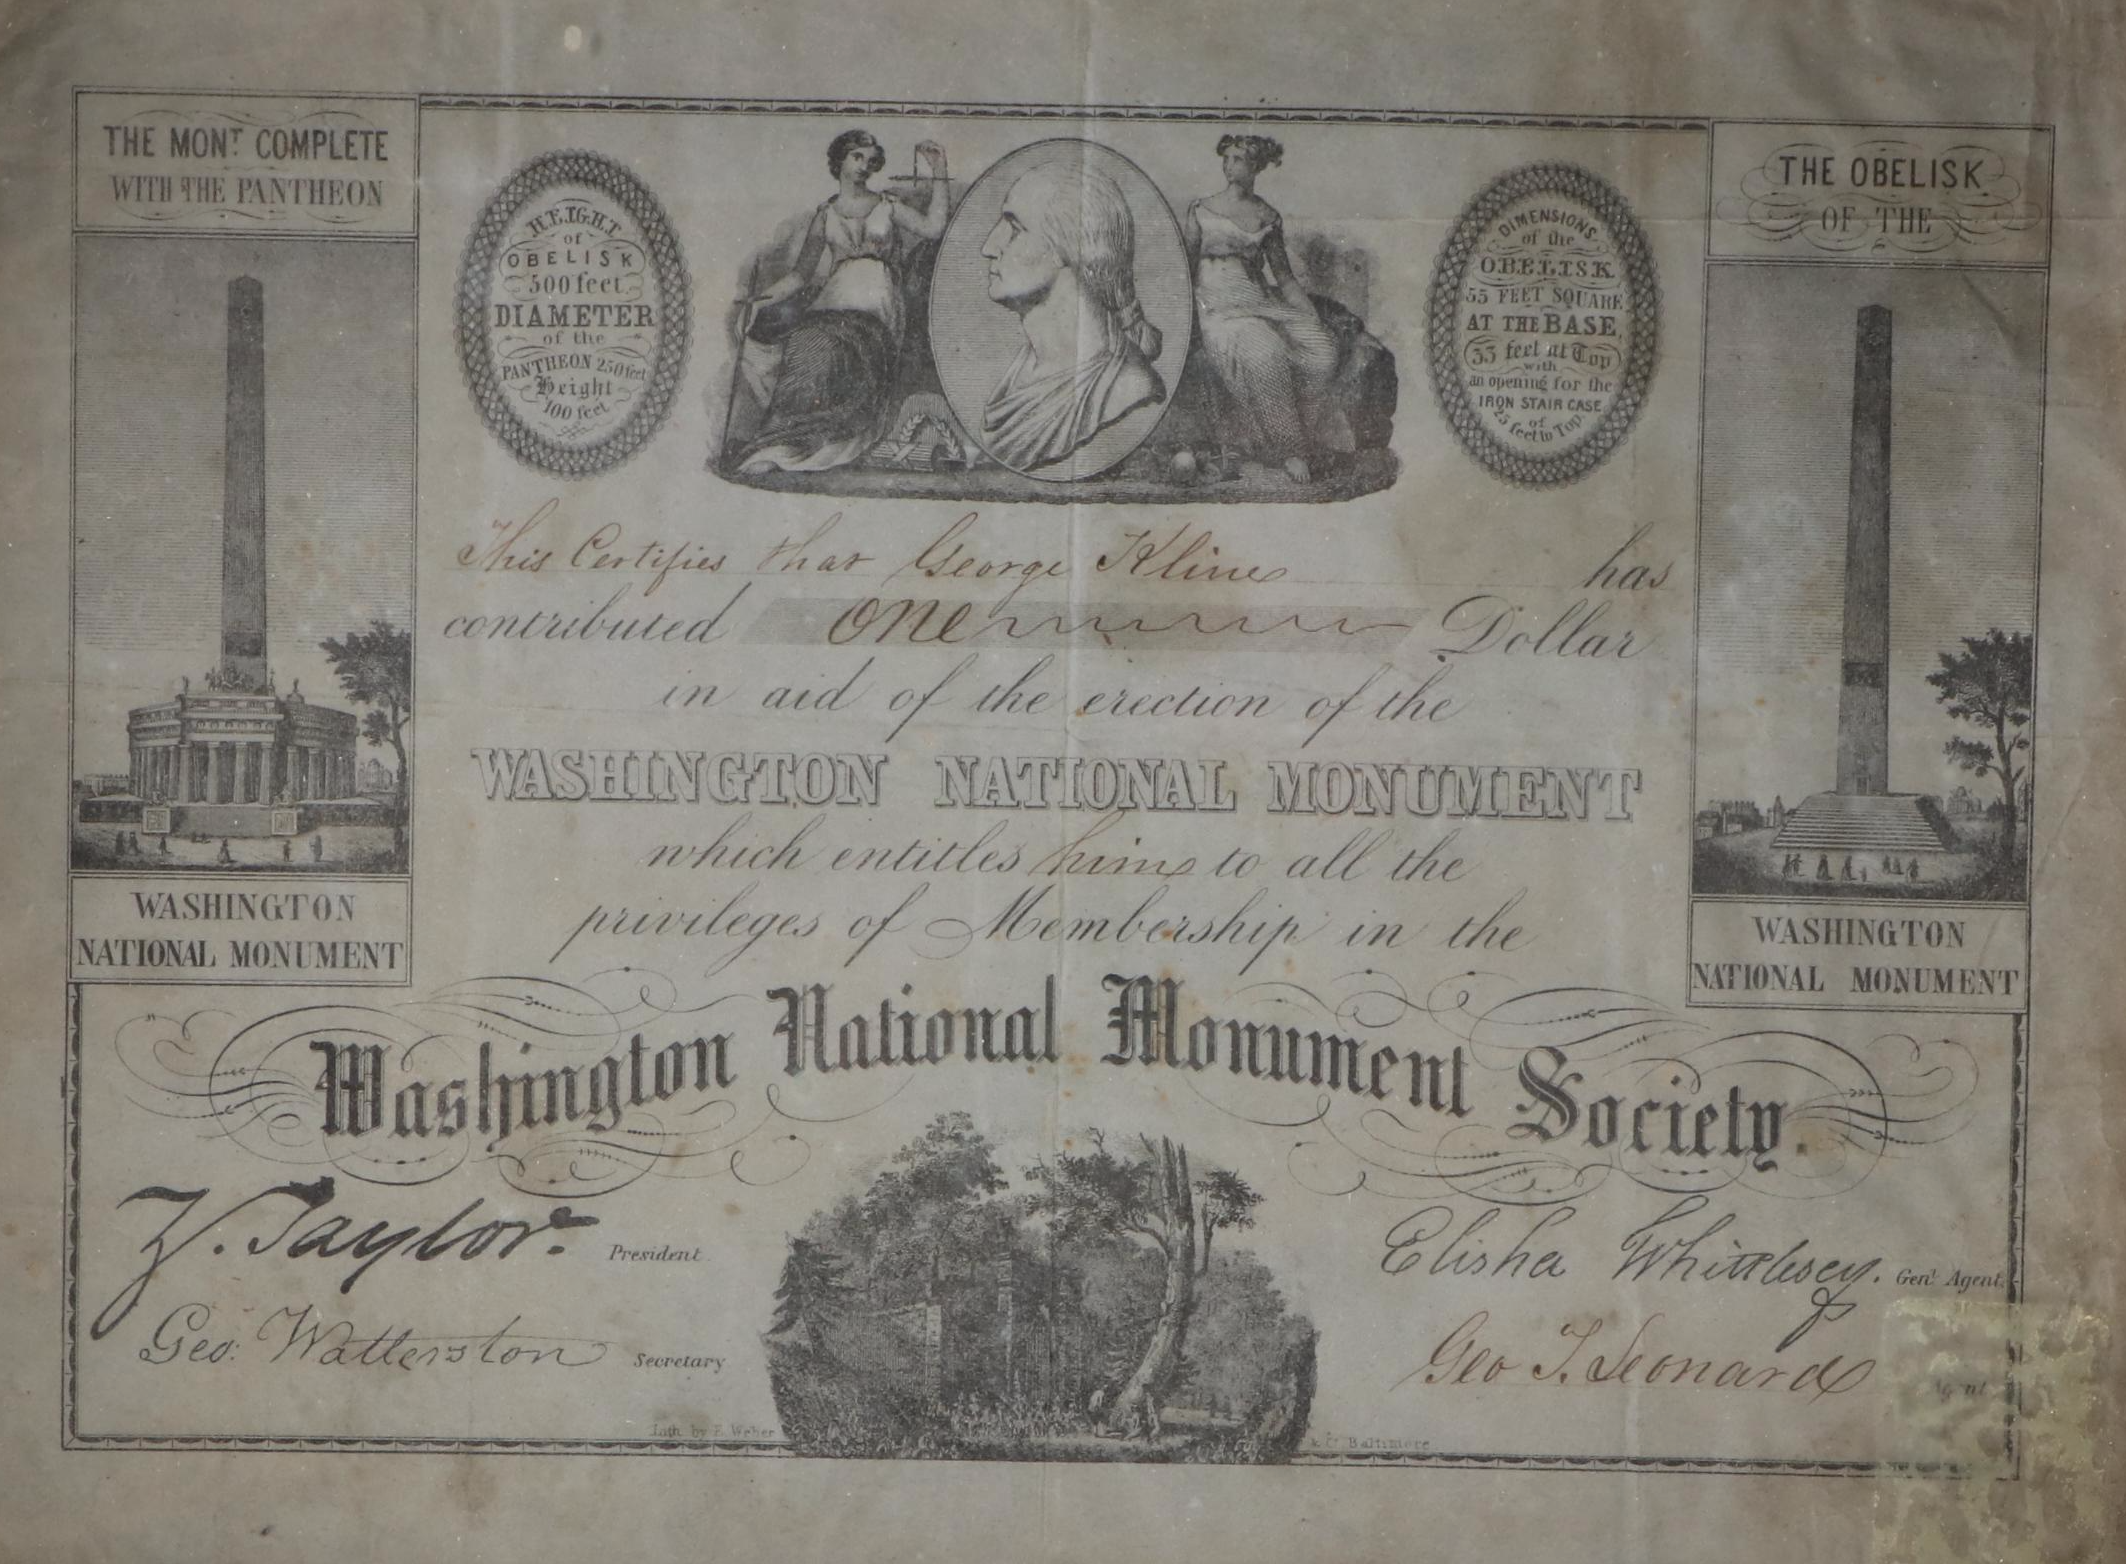 THE MONT. COMPLETE
WITH THE PANTHEON
WASHINGTON
NATIONAL MONUMENT
HEIGHT
of
OBELISK
500 feet
DIAMETER
of the
PANTHEON 250 feet
Height
100 feet
DIMENSIONS
of the
OBELISK
55 FEET SQUARE
AT THE BASE,
33 feet at Top
with
an opening for the
IRON STAIR CASE
of
25 feet to Top.
THE OBELISK
OF THE
WASHINGTON
NATIONAL MONUMENT
This Certifies that George Kline has
contributed one Dollar
in aid of the erection of the
WASHINGTON NATIONAL MONUMENT
which entitles him to all the
privileges of Membership in the
Washington National Monument Society.
Z. Taylor. President.
Elisha Whittlesey. Genl. Agent.
Geo: Watterston Secretary
Geo T. Leonard Agent
Lith. by E. Weber & Co. Baltimore